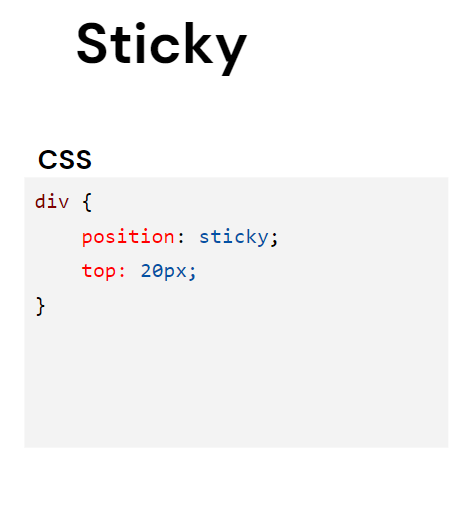 Sticky
CSS
div {
    position: sticky;
    top: 20px;
}